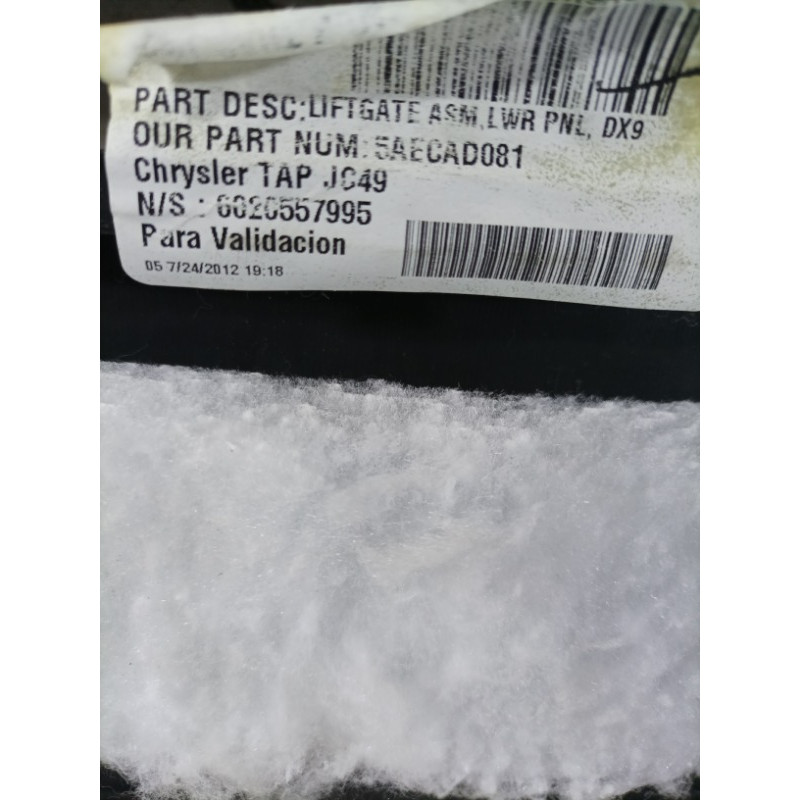 PART DESC:LIFTGATE ASM,LWR PNL, DX9
OUR PART NUM:5AECAD081
Chrysler TAP JC49
N/S : 6020557995
Para Validacion
05 7/24/2012 19:18